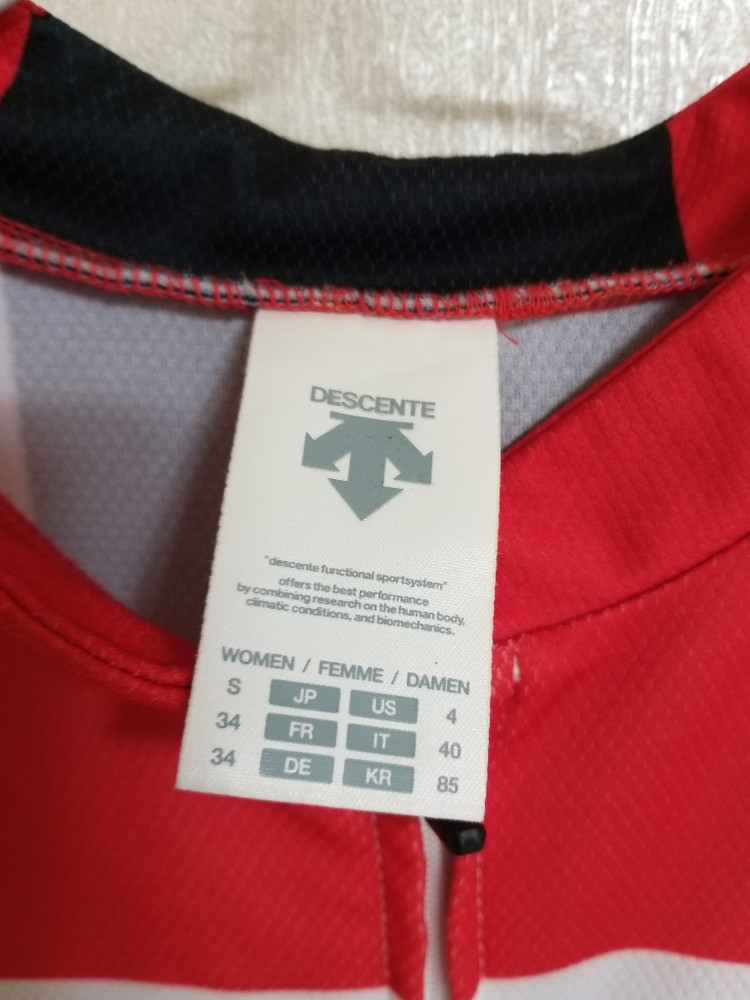 DESCENTE
"descente functional sportsystem"
offers the best performance
by combining research on the human body,
climatic conditions, and biomechanics.
WOMEN / FEMME / DAMEN
S JP US 4
34 FR IT 40
34 DE KR 85